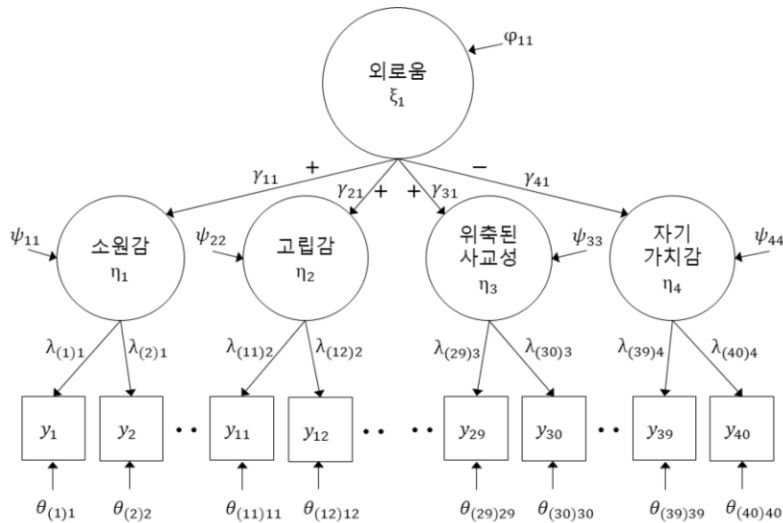 외로움
ξ₁
φ₁₁
+ + + −
γ₁₁ γ₂₁ γ₃₁ γ₄₁
ψ₁₁ 소원감 η₁
ψ₂₂ 고립감 η₂
위축된
사교성
η₃ ψ₃₃
자기
가치감
η₄ ψ₄₄
λ₍₁₎₁ λ₍₂₎₁ λ₍₁₁₎₂ λ₍₁₂₎₂ λ₍₂₉₎₃ λ₍₃₀₎₃ λ₍₃₉₎₄ λ₍₄₀₎₄
y₁ y₂ ·· y₁₁ y₁₂ ·· ·· y₂₉ y₃₀ ·· y₃₉ y₄₀
θ₍₁₎₁ θ₍₂₎₂ θ₍₁₁₎₁₁ θ₍₁₂₎₁₂ θ₍₂₉₎₂₉ θ₍₃₀₎₃₀ θ₍₃₉₎₃₉ θ₍₄₀₎₄₀